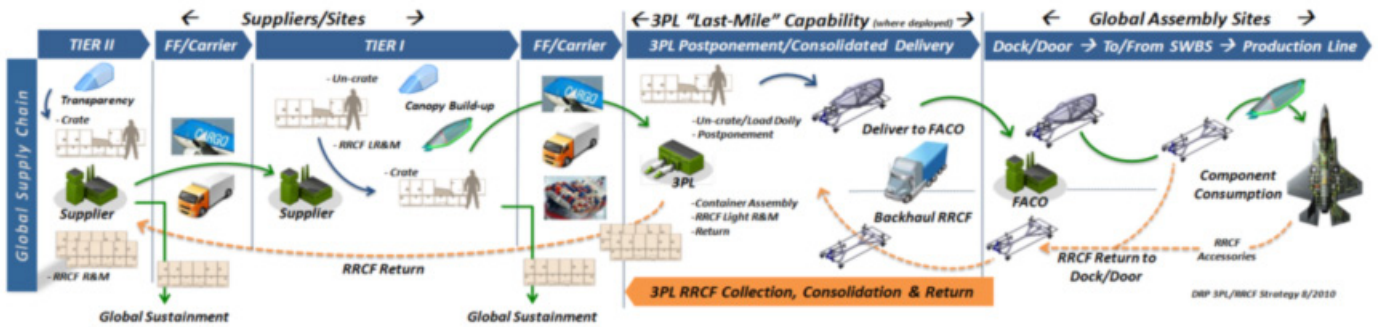 ← Suppliers/Sites →
← 3PL "Last-Mile" Capability (where deployed) →
← Global Assembly Sites →
TIER II
FF/Carrier
TIER I
FF/Carrier
3PL Postponement/Consolidated Delivery
Dock/Door → To/From SWBS → Production Line
Global Supply Chain
Transparency
- Crate
Supplier
- RRCF R&M
CARGO
Global Sustainment
- Un-crate
- RRCF LR&M
Canopy Build-up
- Crate
Supplier
RRCF Return
CARGO
Global Sustainment
- Un-crate/Load Dolly
- Postponement
3PL
- Container Assembly
- RRCF Light R&M
- Return
Deliver to FACO
Backhaul RRCF
3PL RRCF Collection, Consolidation & Return
FACO
Component
Consumption
RRCF Return to
Dock/Door
RRCF
Accessories
DRP 3PL/RRCF Strategy 8/2010